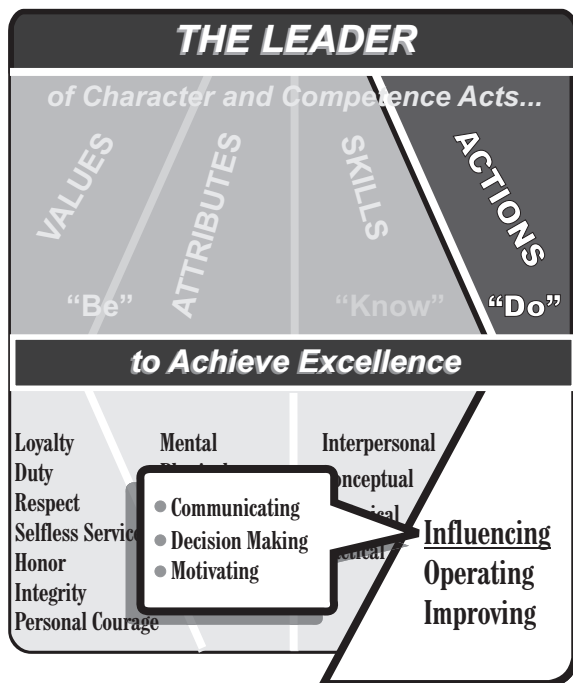 THE LEADER
of Character and Competence Acts...
VALUES
ATTRIBUTES
SKILLS
ACTIONS
“Be”
“Know”
“Do”
to Achieve Excellence
Loyalty
Duty
Respect
Selfless Service
Honor
Integrity
Personal Courage
Mental
Interpersonal
Conceptual
• Communicating
• Decision Making
• Motivating
Influencing
Operating
Improving